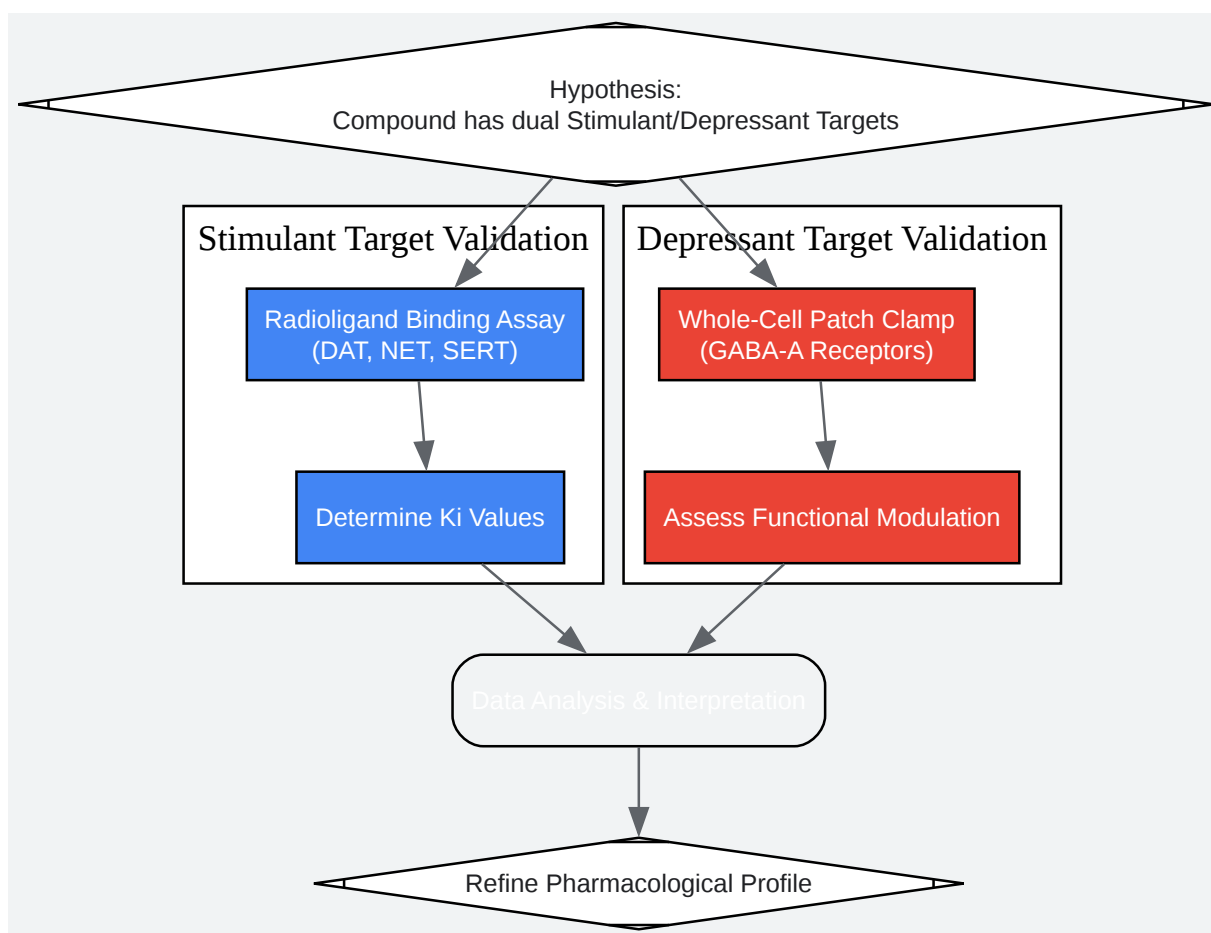 Hypothesis:
Compound has dual Stimulant/Depressant Targets
Stimulant Target Validation
Radioligand Binding Assay
(DAT, NET, SERT)
Determine Ki Values
Depressant Target Validation
Whole-Cell Patch Clamp
(GABA-A Receptors)
Assess Functional Modulation
Data Analysis & Interpretation
Refine Pharmacological Profile